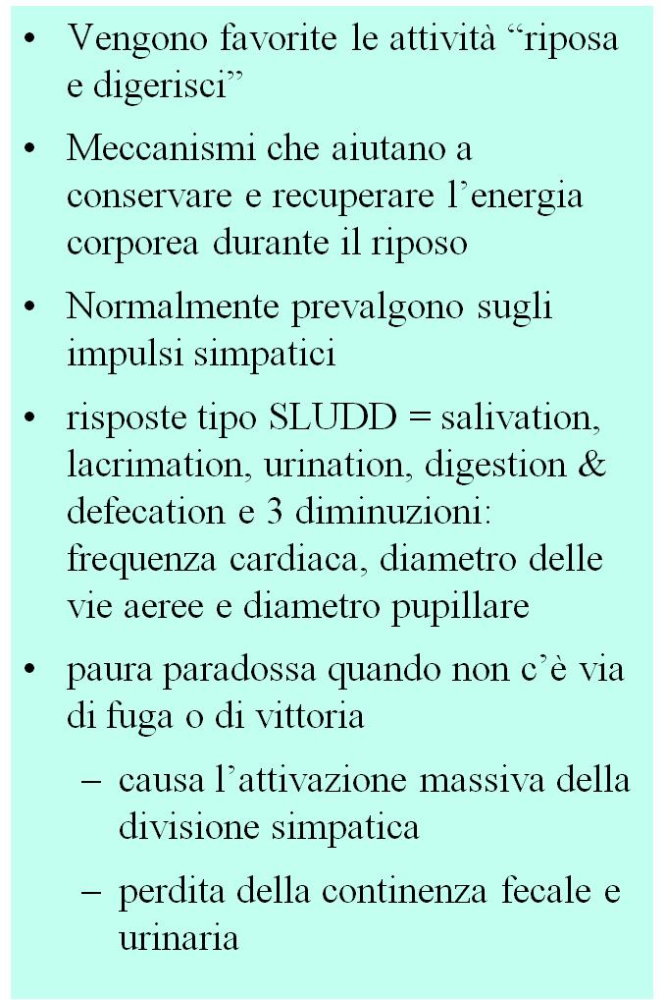 • Vengono favorite le attività “riposa
e digerisci”
• Meccanismi che aiutano a
conservare e recuperare l’energia
corporea durante il riposo
• Normalmente prevalgono sugli
impulsi simpatici
• risposte tipo SLUDD = salivation,
lacrimation, urination, digestion &
defecation e 3 diminuzioni:
frequenza cardiaca, diametro delle
vie aeree e diametro pupillare
• paura paradossa quando non c’è via
di fuga o di vittoria
– causa l’attivazione massiva della
divisione simpatica
– perdita della continenza fecale e
urinaria